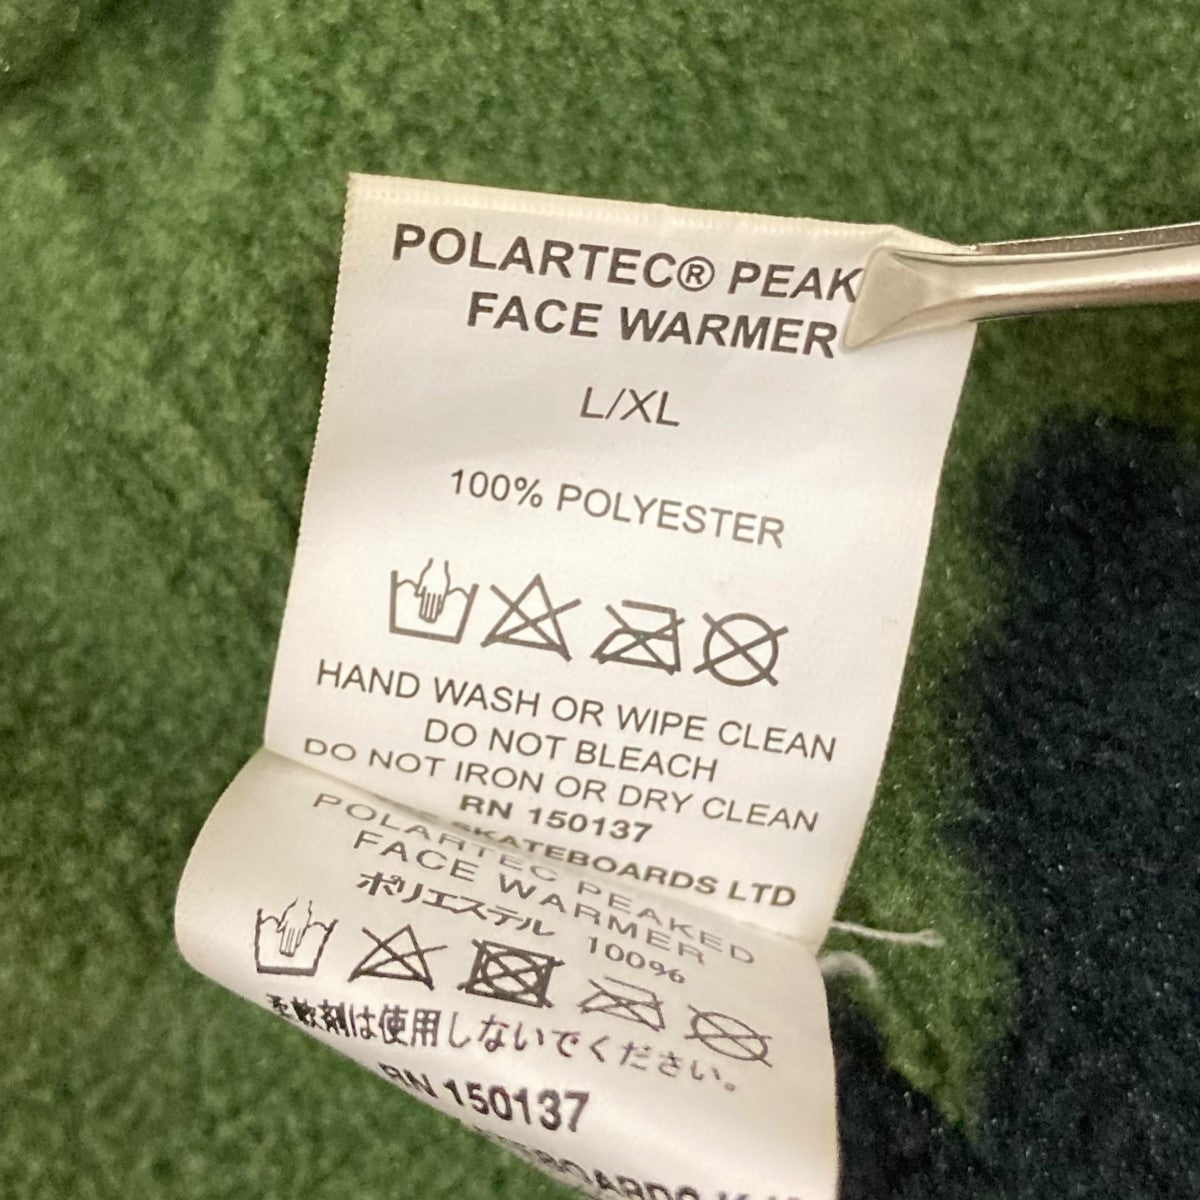 POLARTEC® PEAK
FACE WARMER
L/XL
100% POLYESTER
HAND WASH OR WIPE CLEAN
DO NOT BLEACH
DO NOT IRON OR DRY CLEAN
RN 150137
SKATEBOARDS LTD
POLARTEC PEAKED
FACE WARMER
ポリエステル 100%
柔軟剤は使用しないでください。
RN 150137